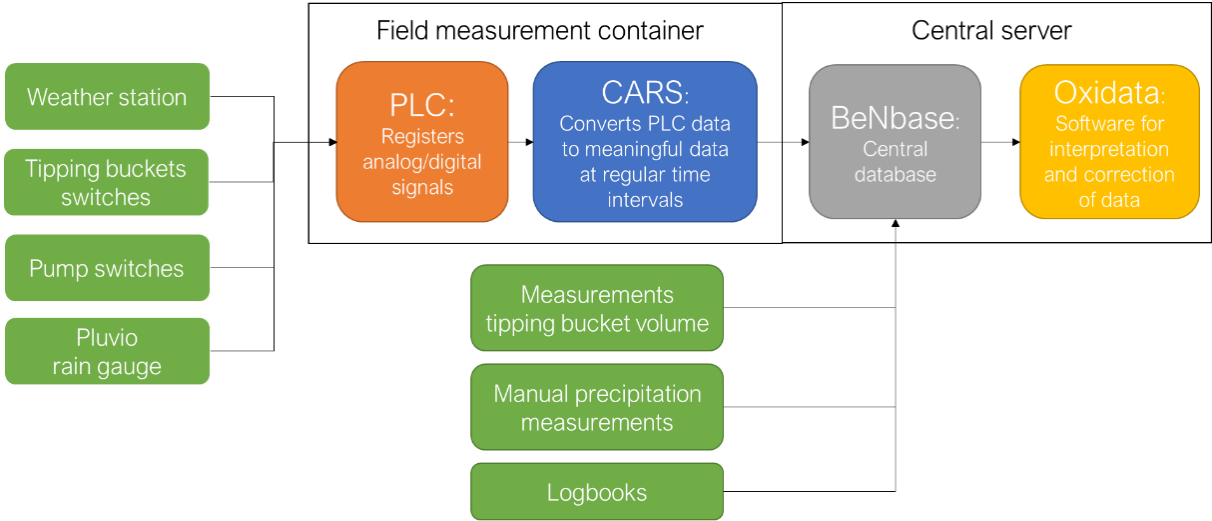 Field measurement container
Central server
Weather station
Tipping buckets
switches
Pump switches
Pluvio
rain gauge
PLC:
Registers
analog/digital
signals
CARS:
Converts PLC data
to meaningful data
at regular time
intervals
BeNbase:
Central
database
Oxidata:
Software for
interpretation
and correction
of data
Measurements
tipping bucket volume
Manual precipitation
measurements
Logbooks